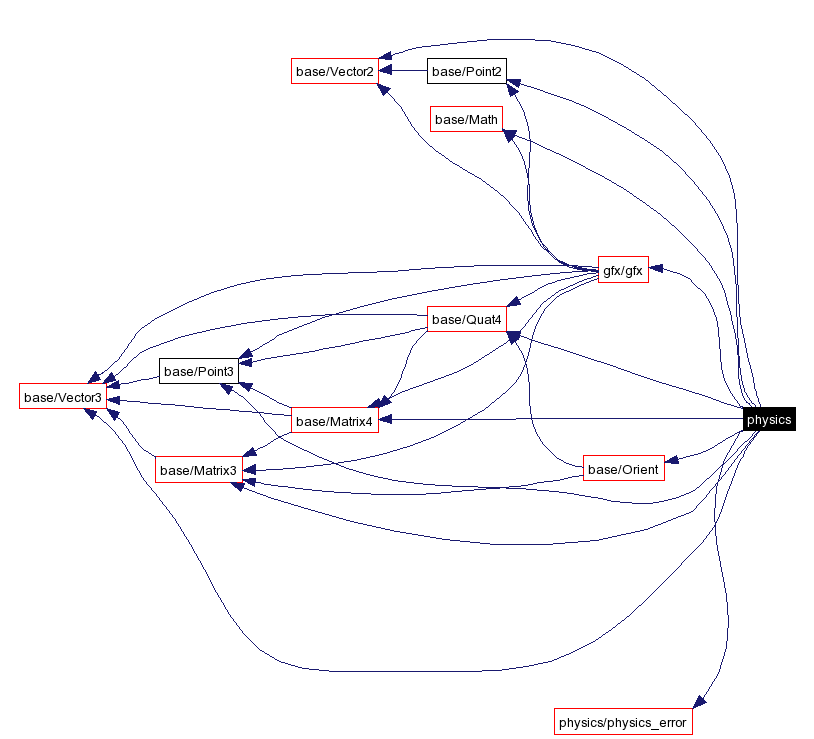 base/Vector2
base/Point2
base/Math
gfx/gfx
base/Quat4
base/Point3
base/Vector3
base/Matrix4
physics
base/Matrix3
base/Orient
physics/physics_error